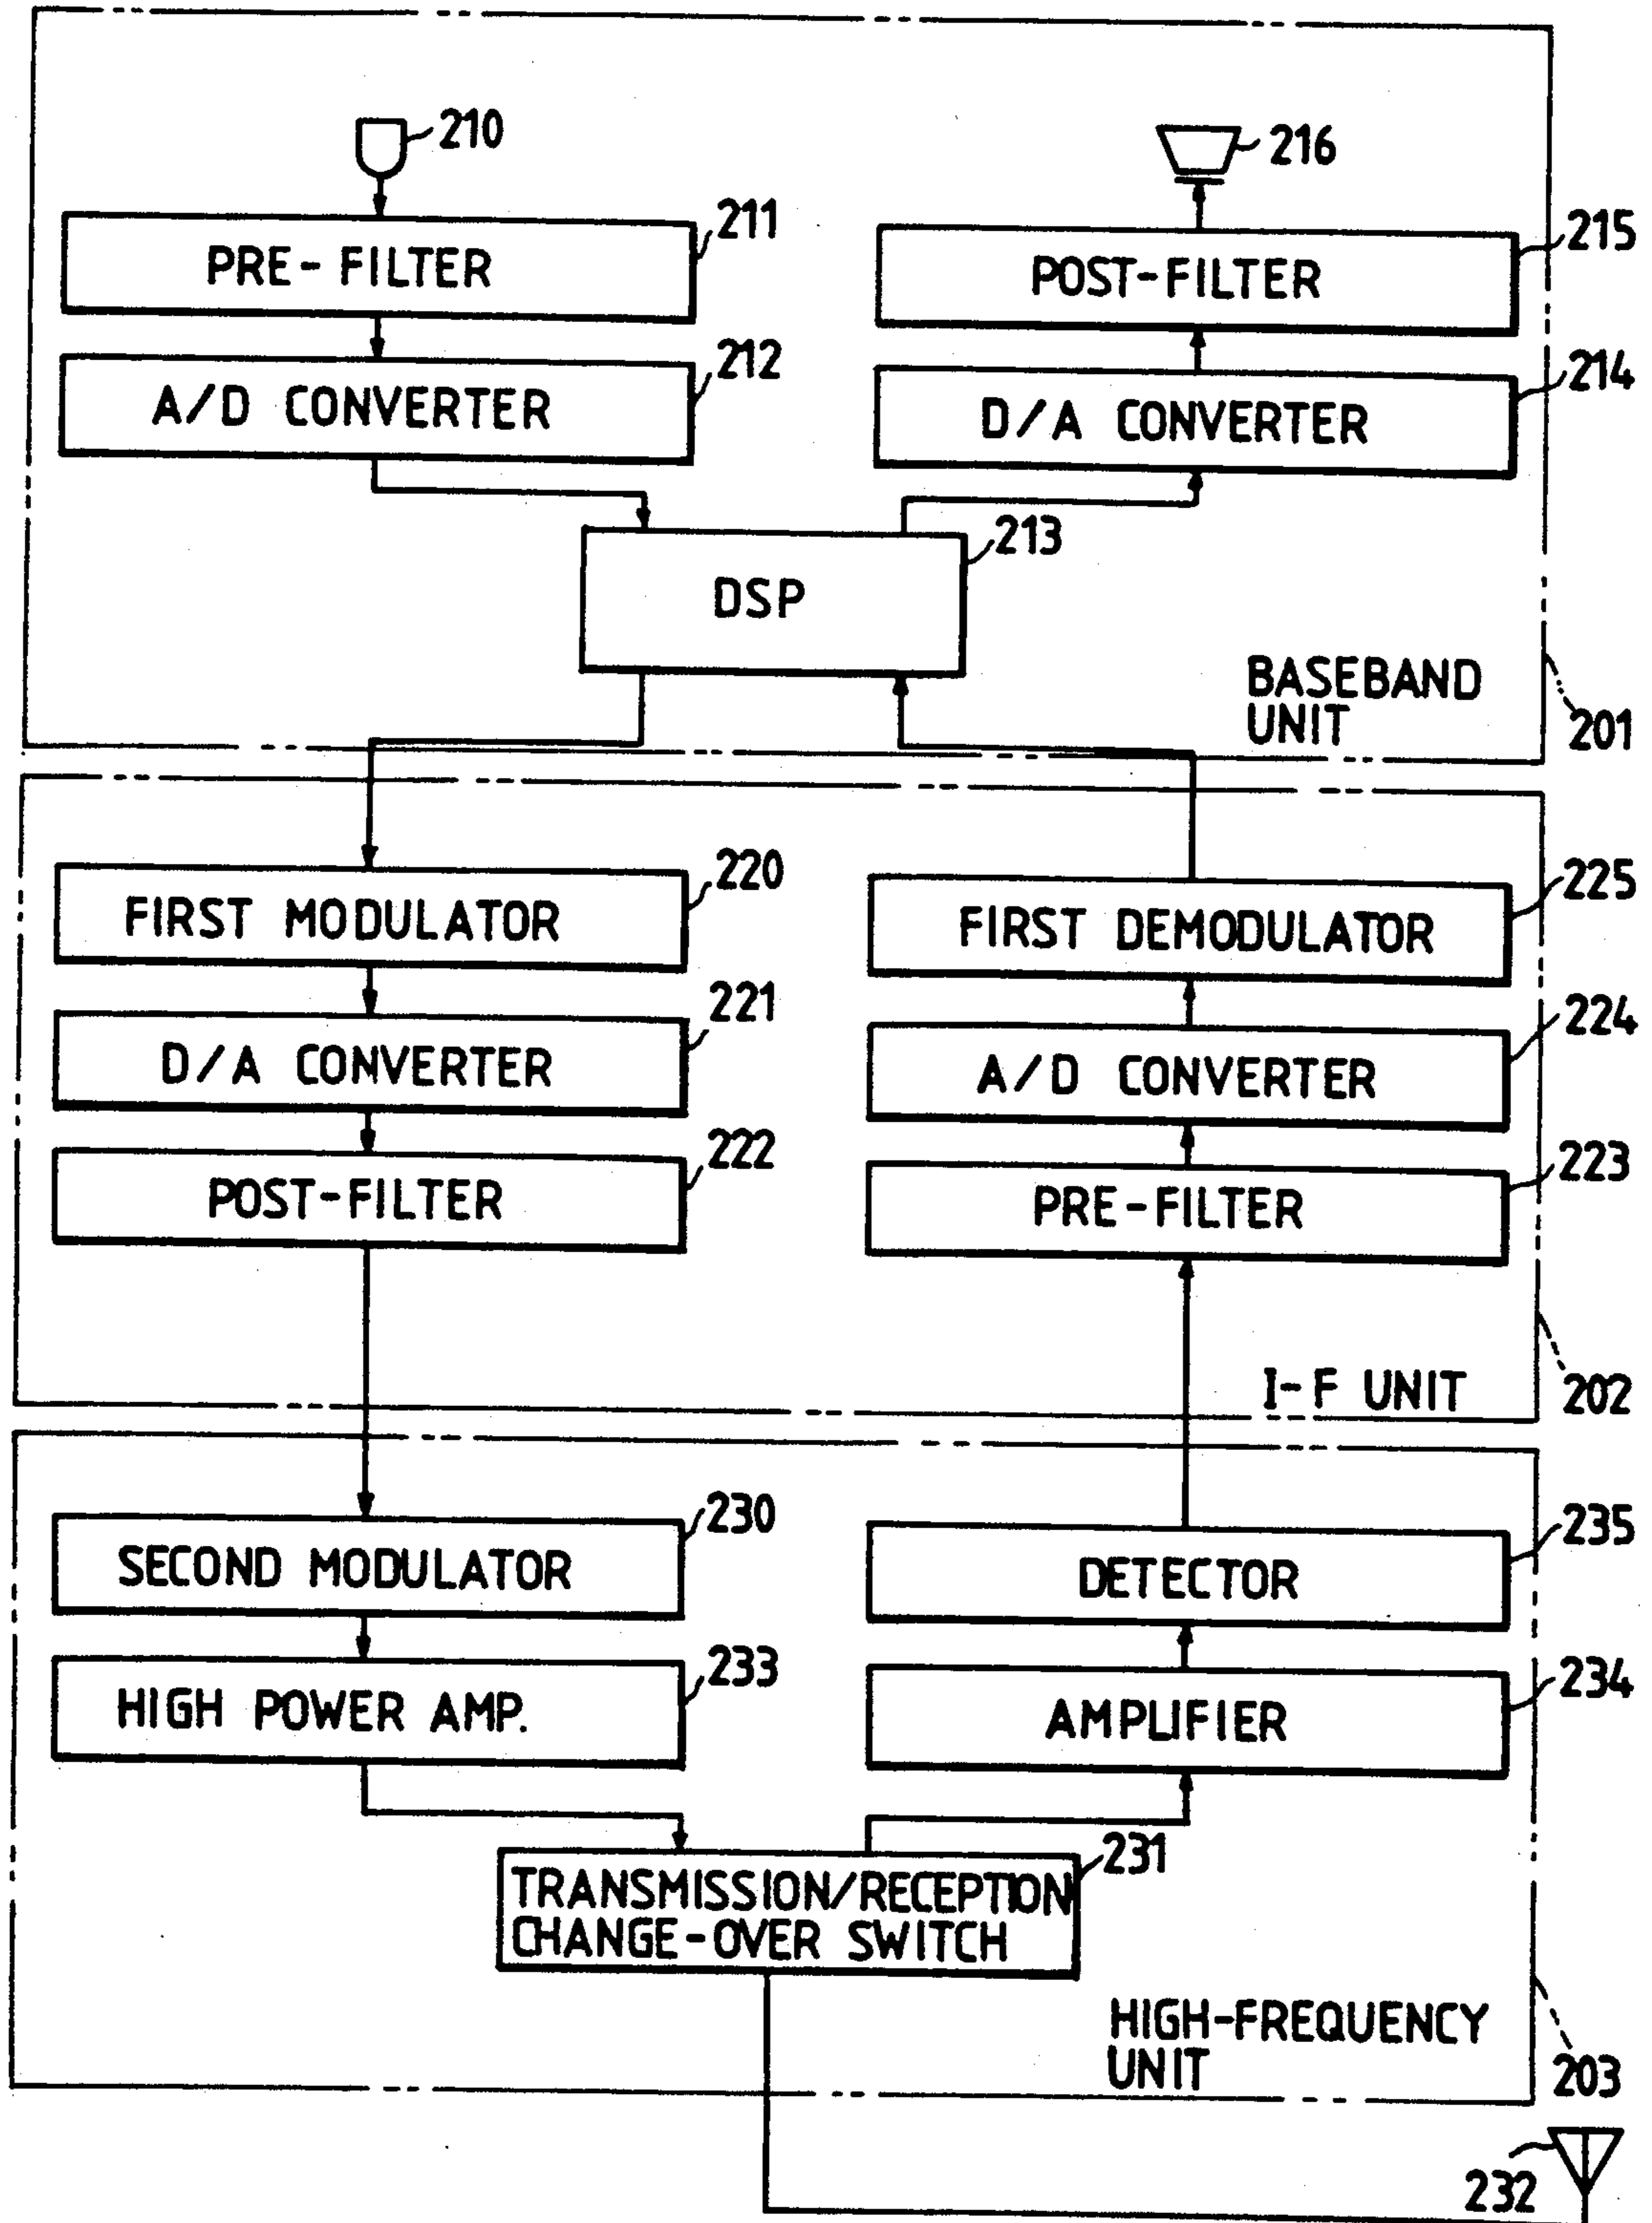 210
216
211
PRE-FILTER
215
POST-FILTER
212
A/D CONVERTER
214
D/A CONVERTER
213
DSP
BASEBAND
UNIT
201
220
FIRST MODULATOR
225
FIRST DEMODULATOR
221
D/A CONVERTER
224
A/D CONVERTER
222
POST-FILTER
223
PRE-FILTER
I-F UNIT
202
230
SECOND MODULATOR
235
DETECTOR
233
HIGH POWER AMP.
234
AMPLIFIER
231
TRANSMISSION/RECEPTION
CHANGE-OVER SWITCH
HIGH-FREQUENCY
UNIT
203
232